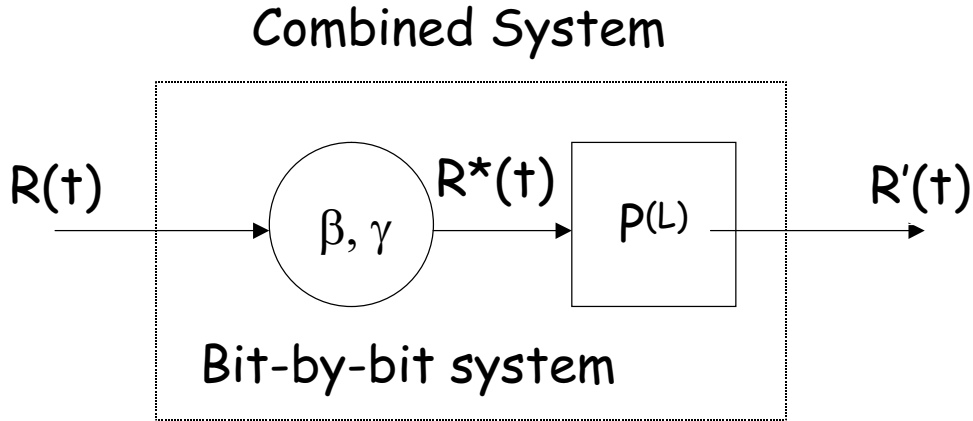 Combined System
R(t)
β, γ
R*(t)
P(L)
R’(t)
Bit-by-bit system